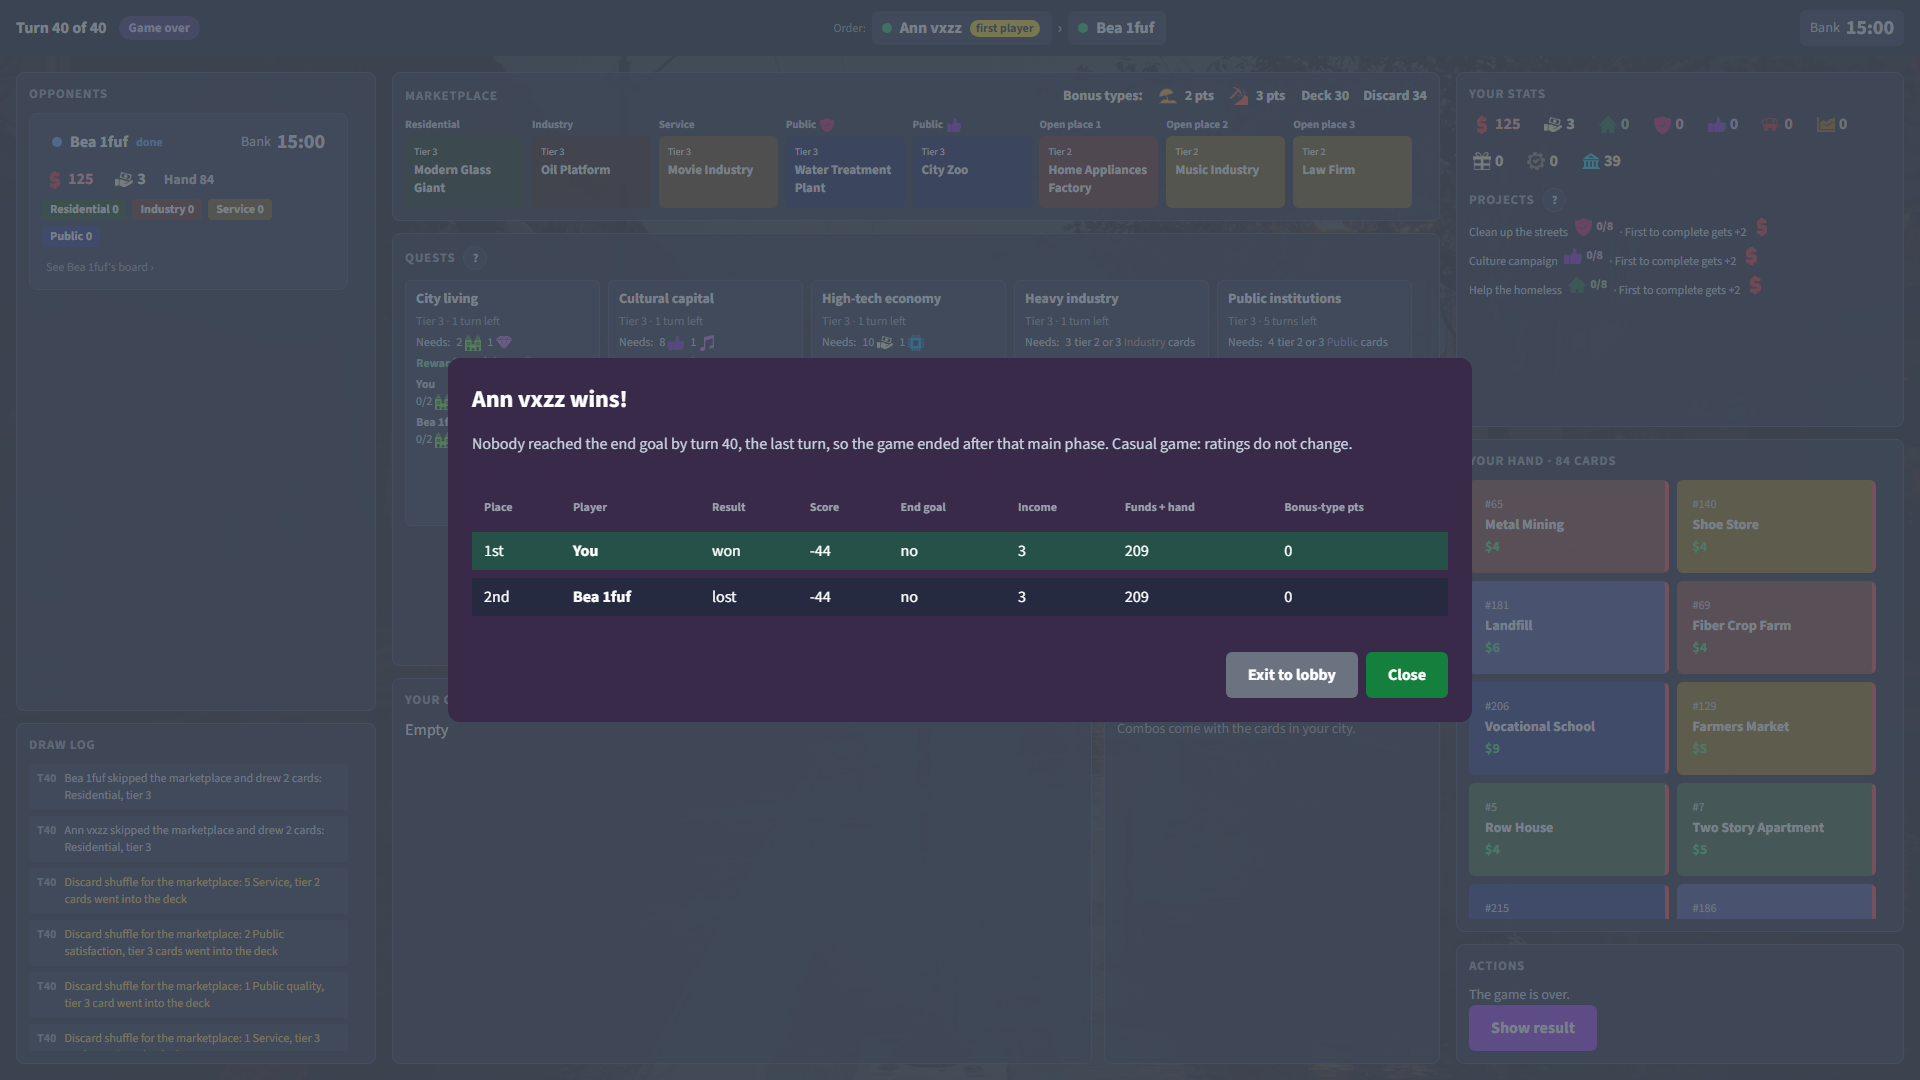 Turn 40 of 40
Game over
Order:
Ann vxzz
first player
›
Bea 1fuf
Bank 15:00
OPPONENTS
Bea 1fuf done
Bank 15:00
$ 125
3
Hand 84
Residential 0
Industry 0
Service 0
Public 0
See Bea 1fuf's board ›
DRAW LOG
T40 Bea 1fuf skipped the marketplace and drew 2 cards:
Residential, tier 3
T40 Ann vxzz skipped the marketplace and drew 2 cards:
Residential, tier 3
T40 Discard shuffle for the marketplace: 5 Service, tier 2
cards went into the deck
T40 Discard shuffle for the marketplace: 2 Public
satisfaction, tier 3 cards went into the deck
T40 Discard shuffle for the marketplace: 1 Public quality,
tier 3 card went into the deck
T40 Discard shuffle for the marketplace: 1 Service, tier 3
MARKETPLACE
Bonus types: 2 pts 3 pts Deck 30 Discard 34
Residential
Tier 3
Modern Glass
Giant
Industry
Tier 3
Oil Platform
Service
Tier 3
Movie Industry
Public
Tier 3
Water Treatment
Plant
Public
Tier 3
City Zoo
Open place 1
Tier 2
Home Appliances
Factory
Open place 2
Tier 2
Music Industry
Open place 3
Tier 2
Law Firm
QUESTS ?
City living
Tier 3 · 1 turn left
Needs: 2 1
You
0/2
0/2
Cultural capital
Tier 3 · 1 turn left
Needs: 8 1
High-tech economy
Tier 3 · 1 turn left
Needs: 10 1
Heavy industry
Tier 3 · 1 turn left
Needs: 3 tier 2 or 3 Industry cards
Public institutions
Tier 3 · 5 turns left
Needs: 4 tier 2 or 3 Public cards
Ann vxzz wins!
Nobody reached the end goal by turn 40, the last turn, so the game ended after that main phase. Casual game: ratings do not change.
Place Player Result Score End goal Income Funds + hand Bonus-type pts
1st You won -44 no 3 209 0
2nd Bea 1fuf lost -44 no 3 209 0
Exit to lobby
Close
YOUR
Empty
Combos come with the cards in your city.
YOUR STATS
$ 125 3 0 0 0 0 0
0 0 39
PROJECTS ?
Clean up the streets 0/8 · First to complete gets +2 $
Culture campaign 0/8 · First to complete gets +2 $
Help the homeless 0/8 · First to complete gets +2 $
YOUR HAND - 84 CARDS
#65
Metal Mining
$4
#140
Shoe Store
$4
#181
Landfill
$6
#69
Fiber Crop Farm
$4
#206
Vocational School
$9
#129
Farmers Market
$5
#5
Row House
$4
#7
Two Story Apartment
$5
#215
#186
ACTIONS
The game is over.
Show result